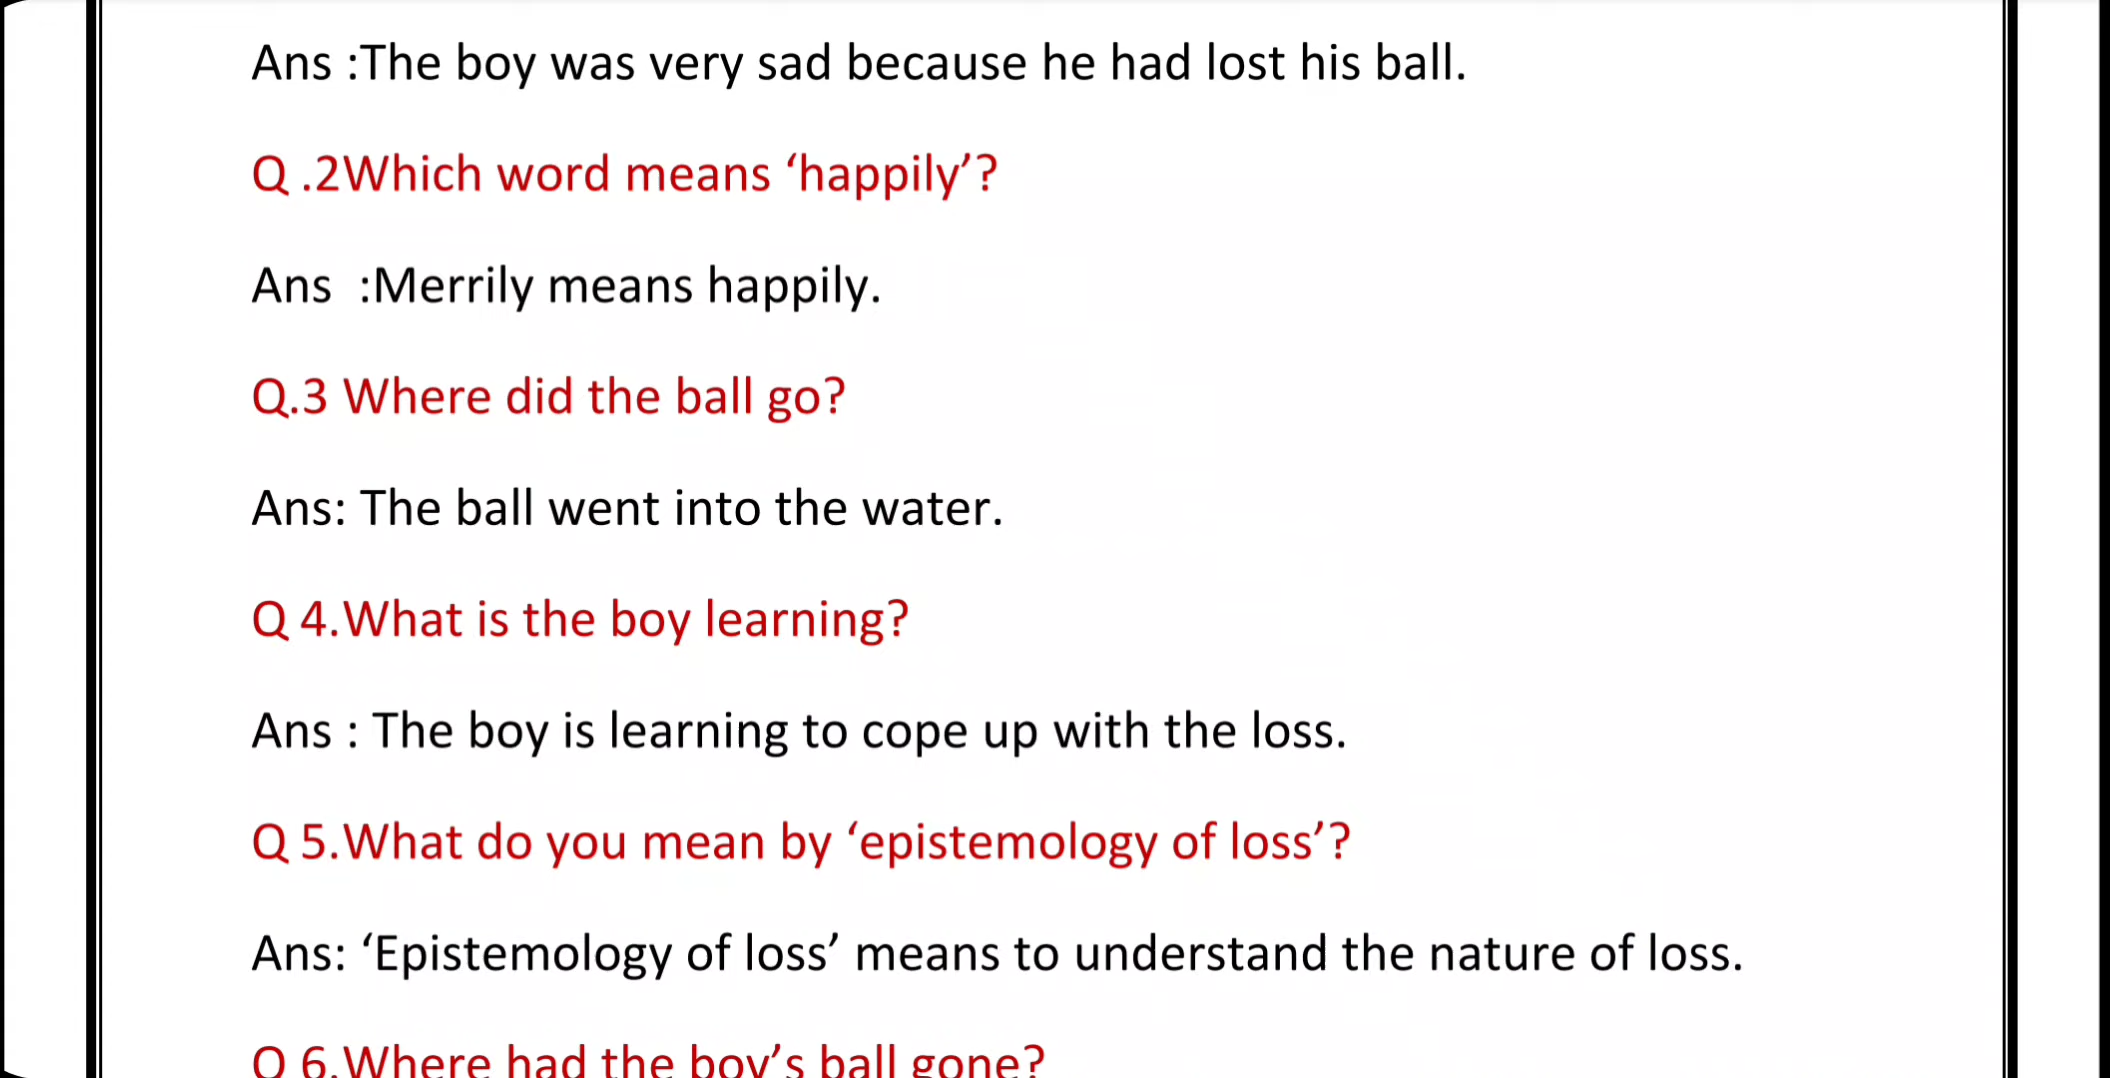 Ans :The boy was very sad because he had lost his ball.
Q .2Which word means ‘happily’?
Ans  :Merrily means happily.
Q.3 Where did the ball go?
Ans: The ball went into the water.
Q 4.What is the boy learning?
Ans : The boy is learning to cope up with the loss.
Q 5.What do you mean by ‘epistemology of loss’?
Ans: ‘Epistemology of loss’ means to understand the nature of loss.
Q 6.Where had the boy’s ball gone?